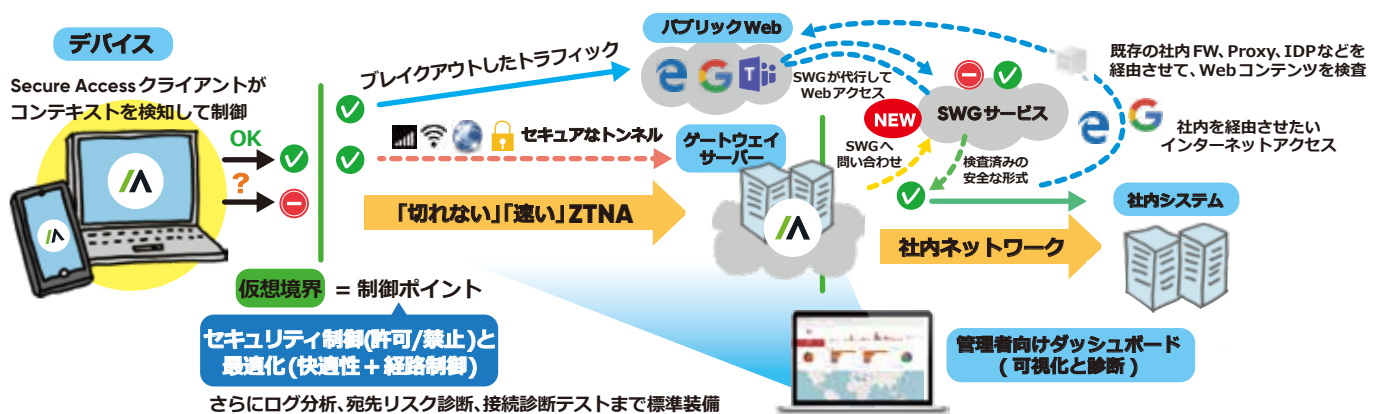 デバイス
Secure Accessクライアントが
コンテキストを検知して制御
OK
?
ブレイクアウトしたトラフィック
セキュアなトンネル
「切れない」「速い」ZTNA
仮想境界 = 制御ポイント
セキュリティ制御(許可/禁止)と
最適化(快適性+経路制御)
さらにログ分析、宛先リスク診断、接続診断テストまで標準装備
パブリックWeb
SWGが代行して
Webアクセス
ゲートウェイ
サーバー
NEW
SWGへ
問い合わせ
SWGサービス
検査済みの
安全な形式
既存の社内FW、Proxy、IDPなどを
経由させて、Webコンテンツを検査
社内を経由させたい
インターネットアクセス
社内システム
社内ネットワーク
管理者向けダッシュボード
(可視化と診断)